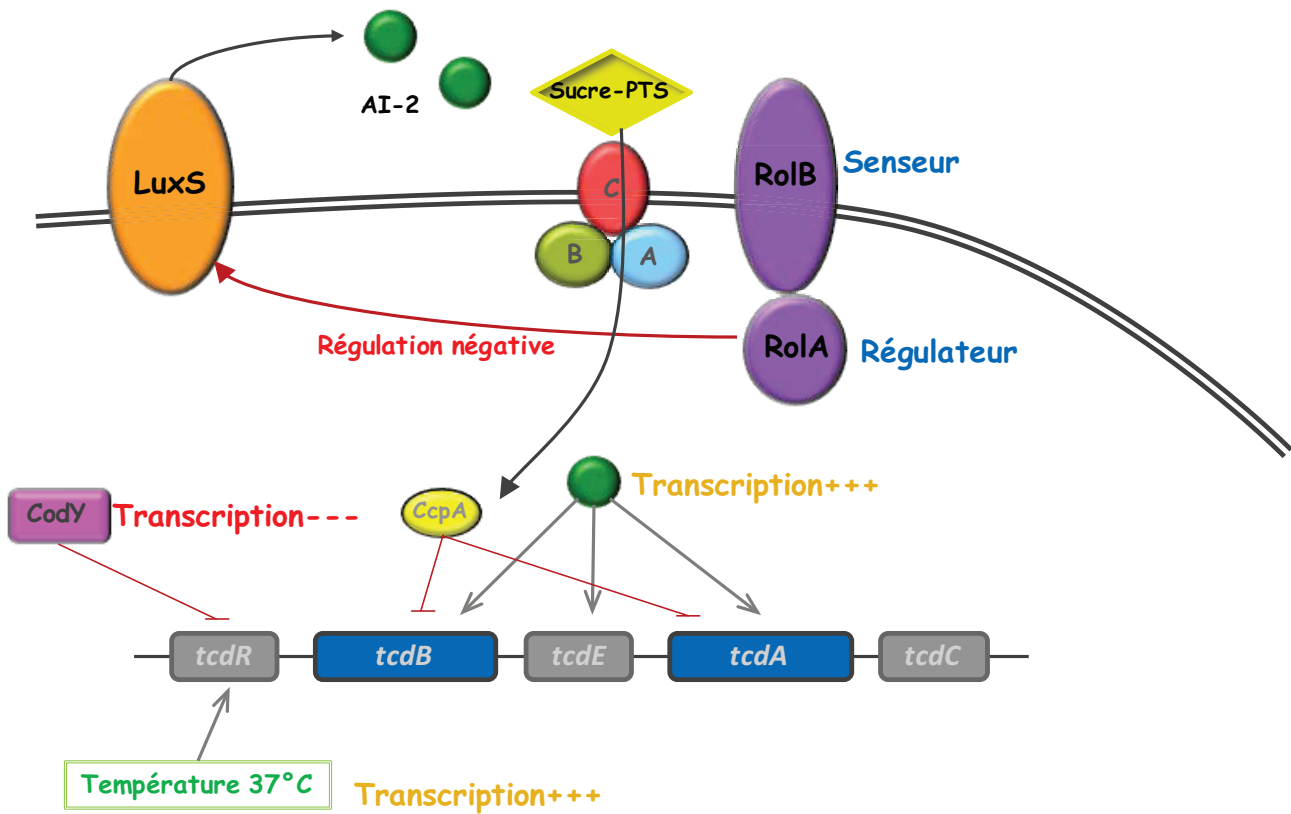 AI-2
Sucre-PTS
LuxS
C
B
A
RolB
Senseur
Régulation négative
RolA
Régulateur
CodY
Transcription---
CcpA
Transcription+++
tcdR
tcdB
tcdE
tcdA
tcdC
Température 37°C
Transcription+++